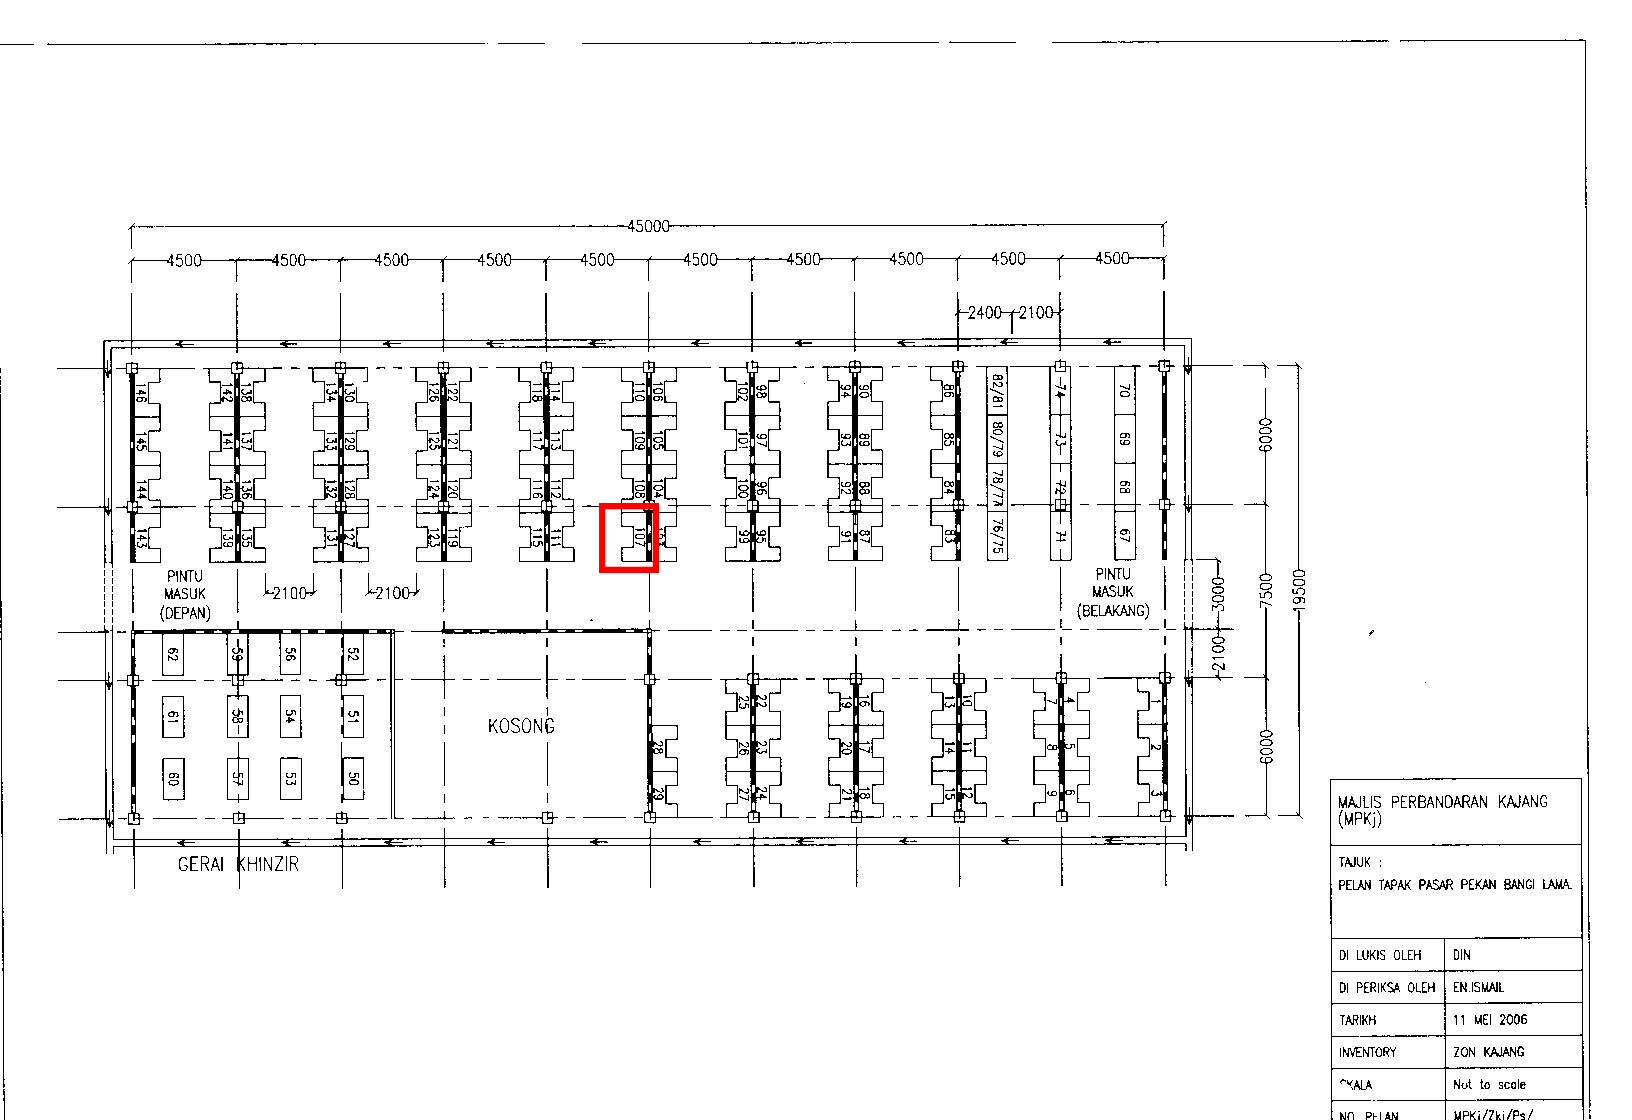 45000
4500 4500 4500 4500 4500 4500 4500 4500 4500 4500
2400 2100
146 142 138 134 130 126 122 118 114 110 106 102 98 94 90 86 82/81 74 70
145 141 137 133 129 125 121 117 113 109 105 101 97 93 89 85 80/79 73 69
144 140 136 132 128 124 120 116 112 108 104 100 96 92 88 84 78/77 72 68
143 139 135 131 127 123 119 115 111 107 99 95 91 87 83 76/75 71 67
6000
7500
6000
19500
3000
2100
PINTU
MASUK
(DEPAN)
2100 2100
PINTU
MASUK
(BELAKANG)
62 59 56 52
61 58 54 51
60 57 53 50
KOSONG
25 22 19 16 13 10 7 4 1
28 26 23 20 17 14 11 8 5 2
29 27 24 21 18 15 12 9 6 3
GERAI KHINZIR
MAJLIS PERBANDARAN KAJANG
(MPKj)
TAJUK :
PELAN TAPAK PASAR PEKAN BANGI LAMA.
DI LUKIS OLEH DIN
DI PERIKSA OLEH EN.ISMAIL
TARIKH 11 MEI 2006
INVENTORY ZON KAJANG
SKALA Not to scale
NO. PELAN MPKj/Zkj/Ps/